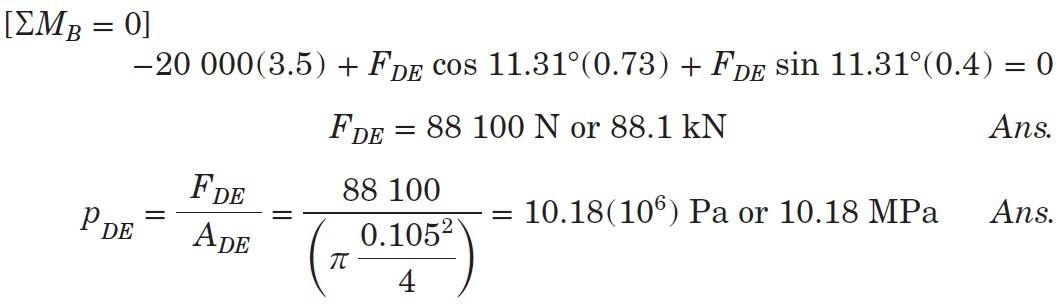 [ΣM_B = 0]
−20 000(3.5) + F_DE cos 11.31°(0.73) + F_DE sin 11.31°(0.4) = 0
F_DE = 88 100 N or 88.1 kN Ans.
p_DE = F_DE / A_DE = 88 100 / (π 0.105² / 4) = 10.18(10⁶) Pa or 10.18 MPa Ans.